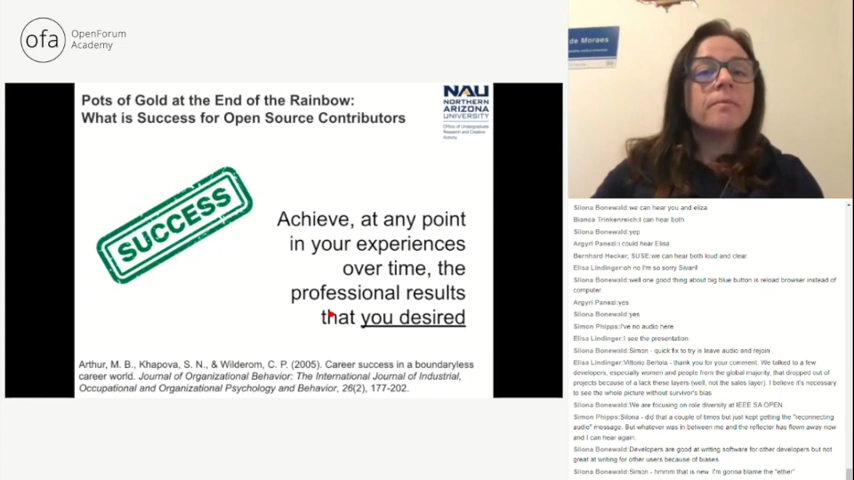 ofa
OpenForum
Academy
Pots of Gold at the End of the Rainbow:
What is Success for Open Source Contributors
NAU
NORTHERN
ARIZONA
UNIVERSITY
Office of Undergraduate
Research and Creative
Activity
SUCCESS
Achieve, at any point
in your experiences
over time, the
professional results
that you desired
Arthur, M. B., Khapova, S. N., & Wilderom, C. P. (2005). Career success in a boundaryless
career world. Journal of Organizational Behavior: The International Journal of Industrial,
Occupational and Organizational Psychology and Behavior, 26(2), 177-202.
de Moraes
Silona Bonewald:we can hear you and eliza
Bianca Trinkenreich:I can hear both
Silona Bonewald:yep
Argyri Panezi:I could hear Elisa
Bernhard Hecker, SUSE:we can hear both loud and clear
Elisa Lindinger:oh no I'm so sorry Sivan!
Silona Bonewald:well one good thing about big blue button is reload browser instead of
computer
Argyri Panezi:yes
Silona Bonewald:yes
Simon Phipps:I've no audio here
Elisa Lindinger:I see the presentation
Silona Bonewald:Simon - quick fix to try is leave audio and rejoin
Elisa Lindinger:Vittorio Bertola - thank you for your comment. We talked to a few
developers, especially women and people from the global majority, that dropped out of
projects because of a lack these layers (well, not the sales layer). I believe it's necessary
to see the whole picture without survivor's bias
Silona Bonewald:We are focusing on role diversity at IEEE SA OPEN
Simon Phipps:Silona - did that a couple of times but just kept getting the "reconnecting
audio" message. But whatever was in between me and the reflector has flown away now
and I can hear again
Silona Bonewald:Developers are good at writing software for other developers but not
great at writing for other users because of biases
Silona Bonewald:Simon - hmmm that is new. I'm gonna blame the "ether"